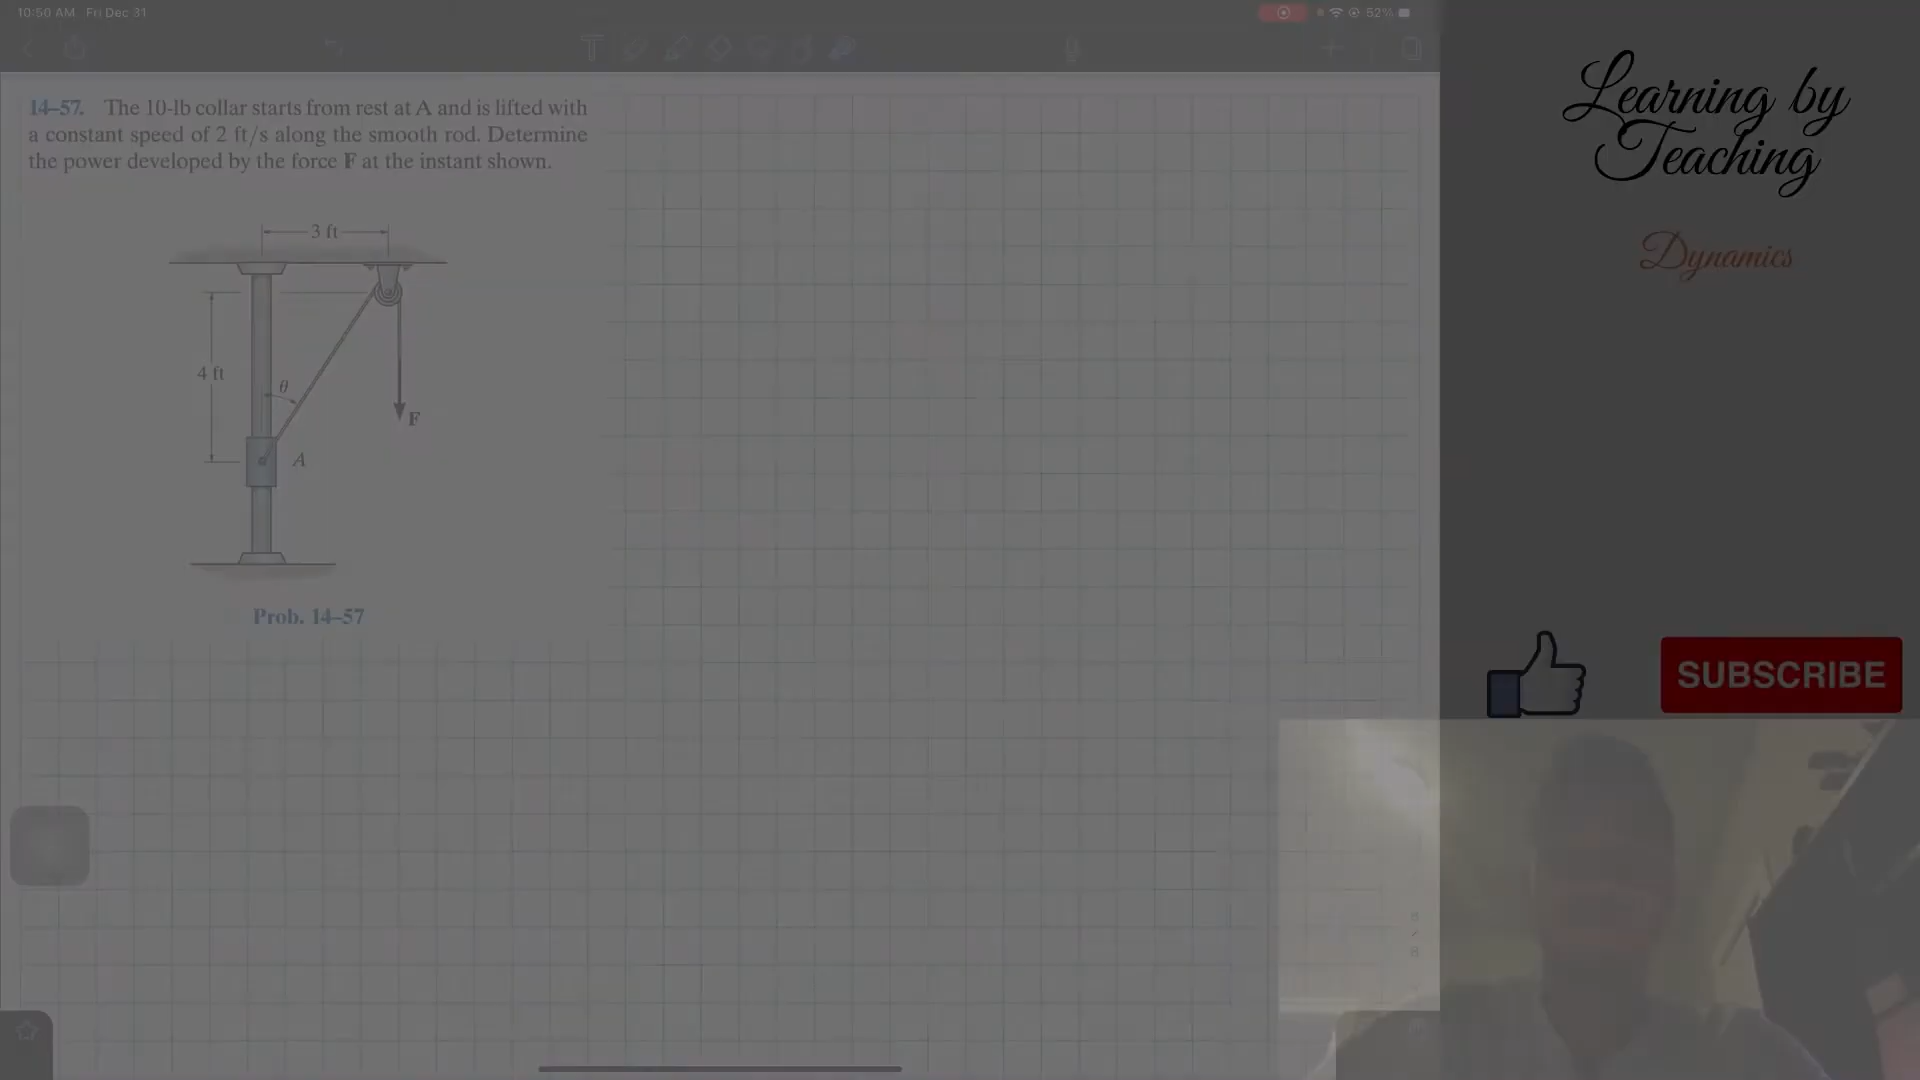 10:50 AM Fri Dec 31
52%
14–57. The 10-lb collar starts from rest at A and is lifted with
a constant speed of 2 ft/s along the smooth rod. Determine
the power developed by the force F at the instant shown.
3 ft
4 ft
θ
F
A
Prob. 14–57
Learning by
Teaching
Dynamics
SUBSCRIBE